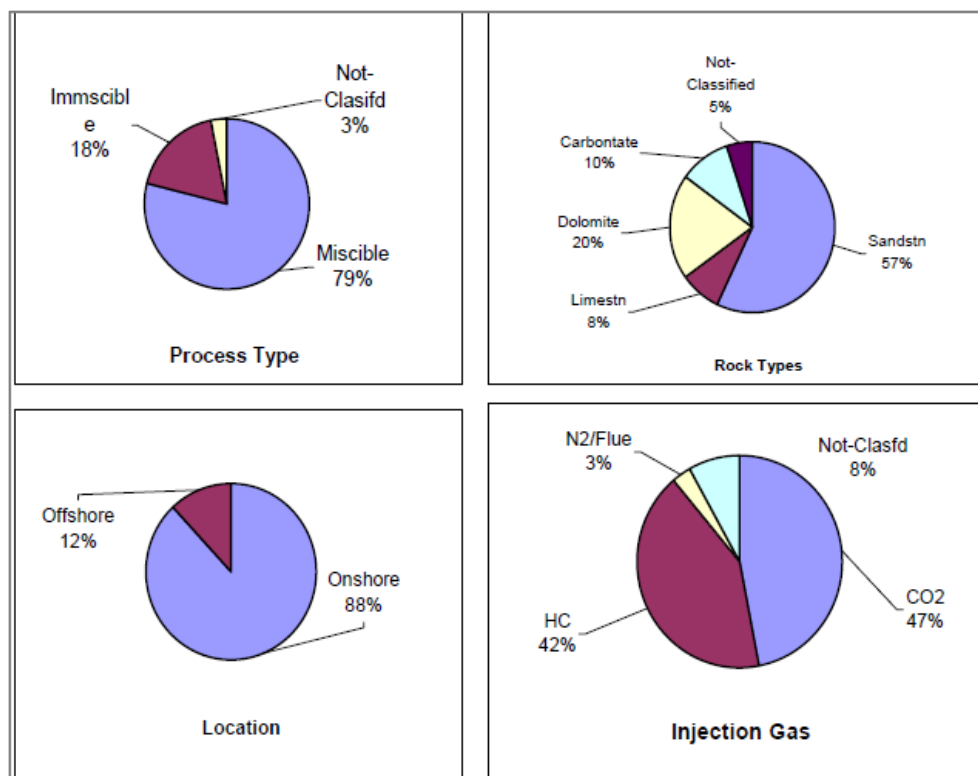 Not-
Clasifd
3%
Immscibl
e
18%
Miscible
79%
Process Type
Not-
Classified
5%
Carbontate
10%
Dolomite
20%
Sandstn
57%
Limestn
8%
Rock Types
Offshore
12%
Onshore
88%
Location
N2/Flue
3%
Not-Clasfd
8%
HC
42%
CO2
47%
Injection Gas